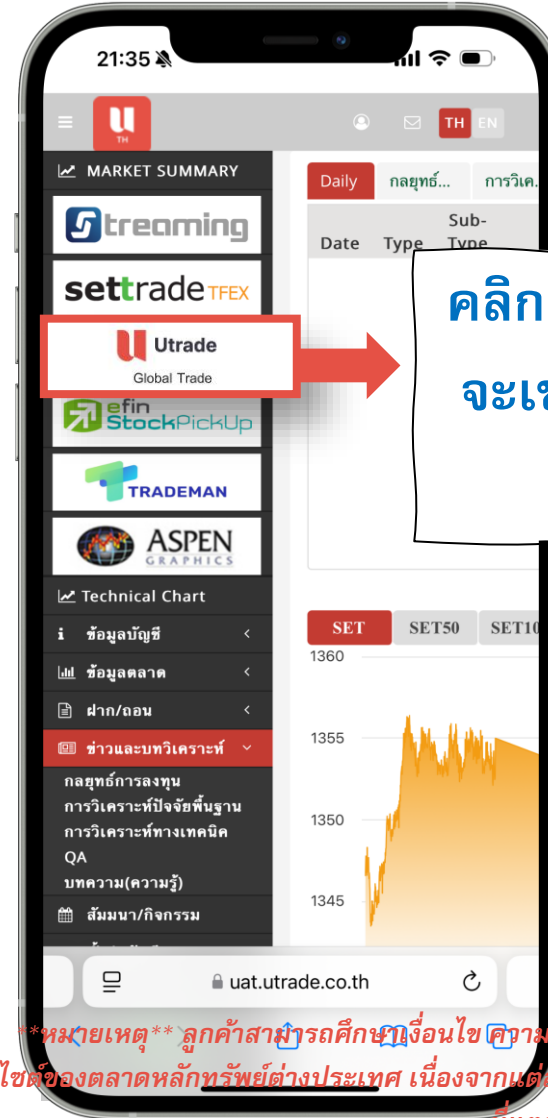 21:35
U
TH
TH EN
MARKET SUMMARY
Streaming
settrade TFEX
Utrade
Global Trade
efin
StockPickUp
TRADEMAN
ASPEN
GRAPHICS
Technical Chart
ข้อมูลบัญชี
ข้อมูลตลาด
ฝาก/ถอน
ข่าวและบทวิเคราะห์
กลยุทธ์การลงทุน
การวิเคราะห์ปัจจัยพื้นฐาน
การวิเคราะห์ทางเทคนิค
QA
บทความ(ความรู้)
สัมมนา/กิจกรรม
Daily กลยุทธ์... การวิเค.
Date Type Sub-Type
คลิก
จะเข
SET SET50 SET10
1360
1355
1350
1345
uat.utrade.co.th
**หมายเหตุ** ลูกค้าสามารถศึกษาเงื่อนไข ความ
ไซต์ของตลาดหลักทรัพย์ต่างประเทศ เนื่องจากแต่